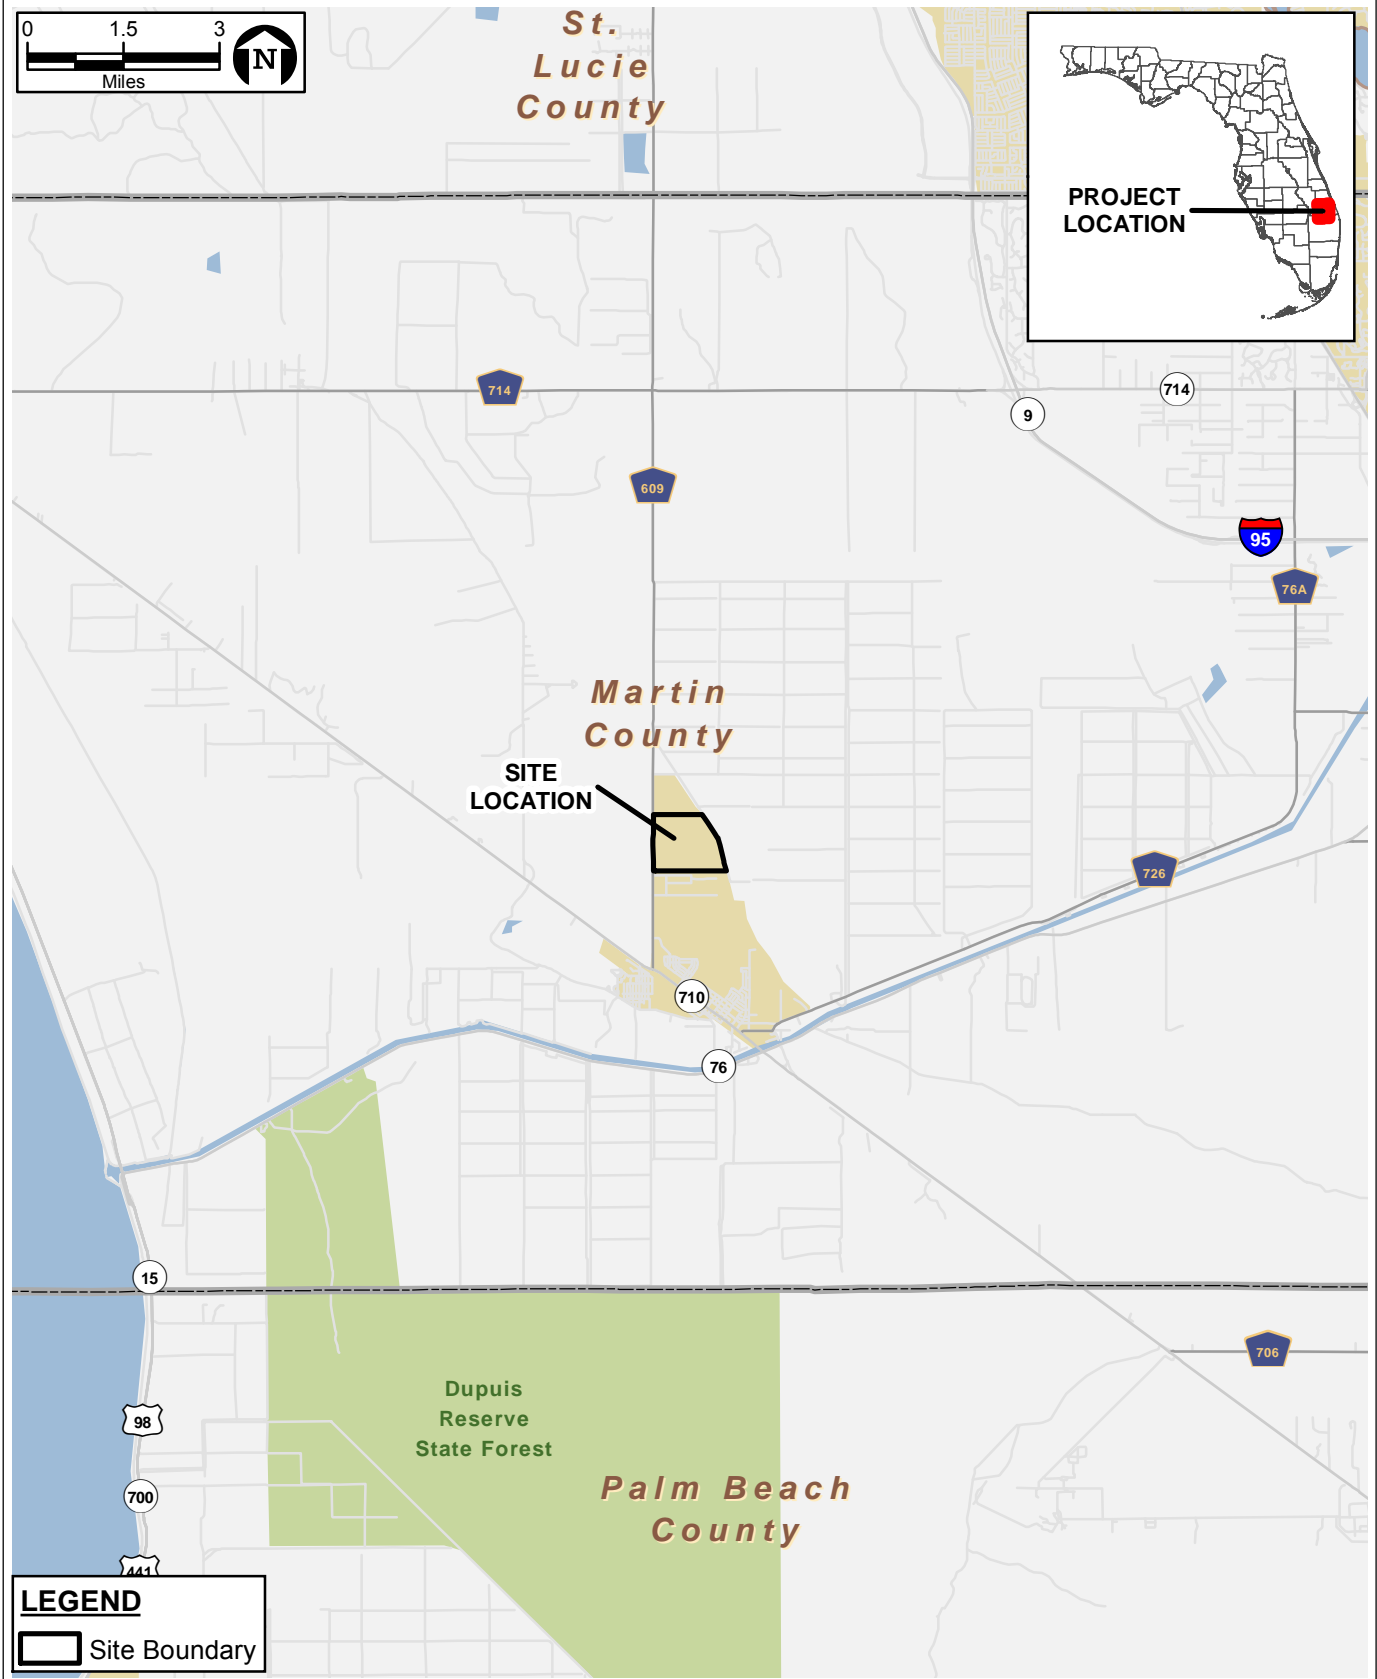 0 1.5 3
Miles
N
St.
Lucie
County
PROJECT
LOCATION
714
714
9
609
95
76A
Martin
County
SITE
LOCATION
726
710
76
15
706
Dupuis
Reserve
State Forest
98
Palm Beach
County
700
441
LEGEND
Site Boundary